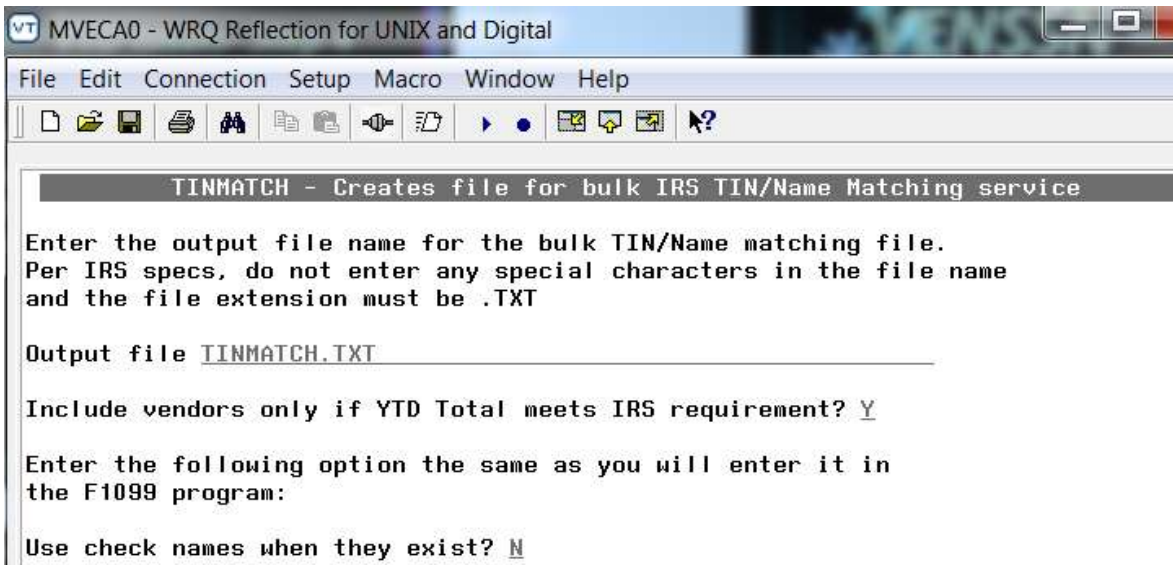 VT MVECA0 - WRQ Reflection for UNIX and Digital
File Edit Connection Setup Macro Window Help
TINMATCH - Creates file for bulk IRS TIN/Name Matching service
Enter the output file name for the bulk TIN/Name matching file.
Per IRS specs, do not enter any special characters in the file name
and the file extension must be .TXT
Output file TINMATCH.TXT
Include vendors only if YTD Total meets IRS requirement? Y
Enter the following option the same as you will enter it in
the F1099 program:
Use check names when they exist? N